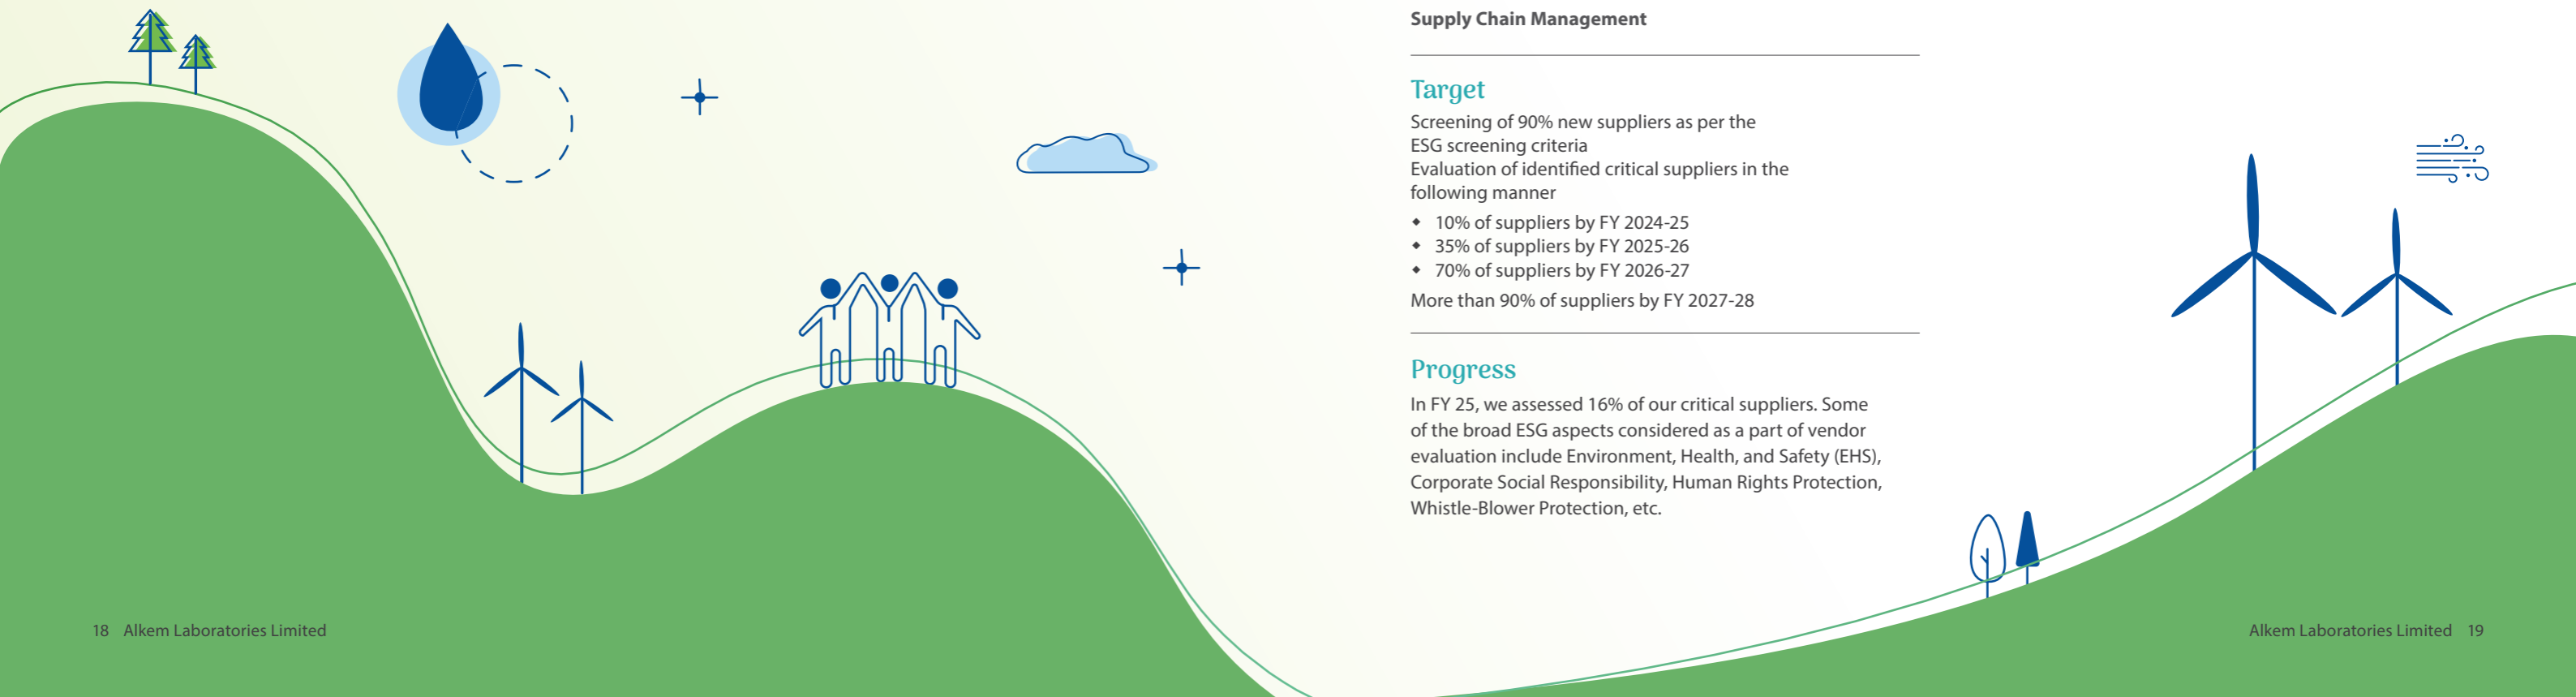 Supply Chain Management
Target
Screening of 90% new suppliers as per the
ESG screening criteria
Evaluation of identified critical suppliers in the
following manner
◆ 10% of suppliers by FY 2024-25
◆ 35% of suppliers by FY 2025-26
◆ 70% of suppliers by FY 2026-27
More than 90% of suppliers by FY 2027-28
Progress
In FY 25, we assessed 16% of our critical suppliers. Some
of the broad ESG aspects considered as a part of vendor
evaluation include Environment, Health, and Safety (EHS),
Corporate Social Responsibility, Human Rights Protection,
Whistle-Blower Protection, etc.
18 Alkem Laboratories Limited
Alkem Laboratories Limited 19